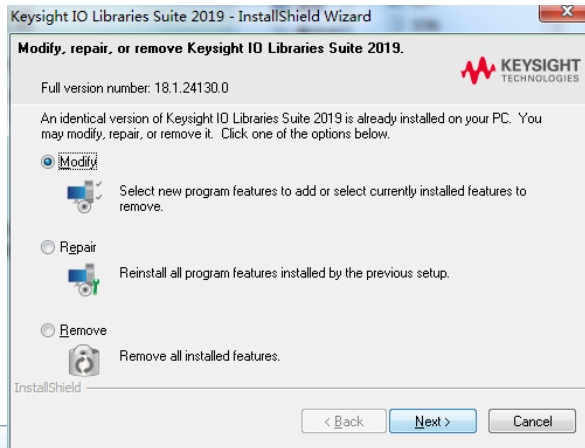 Keysight IO Libraries Suite 2019 - InstallShield Wizard
Modify, repair, or remove Keysight IO Libraries Suite 2019.
KEYSIGHT
TECHNOLOGIES
Full version number: 18.1.24130.0
An identical version of Keysight IO Libraries Suite 2019 is already installed on your PC. You
may modify, repair, or remove it. Click one of the options below.
Modify
Select new program features to add or select currently installed features to
remove.
Repair
Reinstall all program features installed by the previous setup.
Remove
Remove all installed features.
InstallShield
< Back
Next >
Cancel